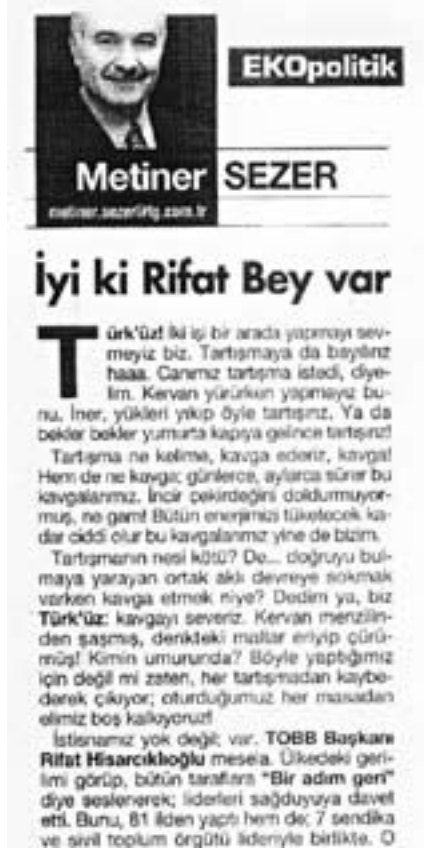 EKOpolitik
Metiner SEZER
metiner.sezer@tg.com.tr
İyi ki Rifat Bey var
Türk'üz! İki işi bir arada yapmayı sev-
meyiz biz. Tartışmaya da bayılırız
haaa. Canımız tartışma istedi, diye-
lim. Kervan yürürken yapmayız bu-
nu. İner, yükleri yıkıp öyle tartışırız. Ya da
bekler bekler yumurta kapıya gelince tartışırız!
Tartışma ne kelime, kavga ederiz, kavga!
Hem de ne kavga; günlerce, aylarca sürer bu
kavgalarımız. İncir çekirdeğini doldurmuyor-
muş, ne gam! Bütün enerjimizi tüketecek ka-
dar ciddi olur bu kavgalarımız yine de bizim.
Tartışmanın nesi kötü? De... doğruyu bul-
maya yarayan ortak aklı devreye sokmak
varken kavga etmek niye? Dedim ya, biz
Türk'üz: kavgayı severiz. Kervan menzilin-
den şaşmış, denkteki mallar eriyip çürü-
müş! Kimin umurunda? Böyle yaptığımız
için değil mi zaten, her tartışmadan kaybe-
derek çıkıyor; oturduğumuz her masadan
elimiz boş kalkıyoruz!
İstisnamız yok değil; var. TOBB Başkanı
Rifat Hisarcıklıoğlu mesela. Ülkedeki geri-
limi görüp, bütün taraflara "Bir adım geri"
diye seslenerek; liderleri sağduyuya davet
etti. Bunu, 81 ilden yaptı hem de; 7 sendika
ve sivil toplum örgütü lideriyle birlikte. O